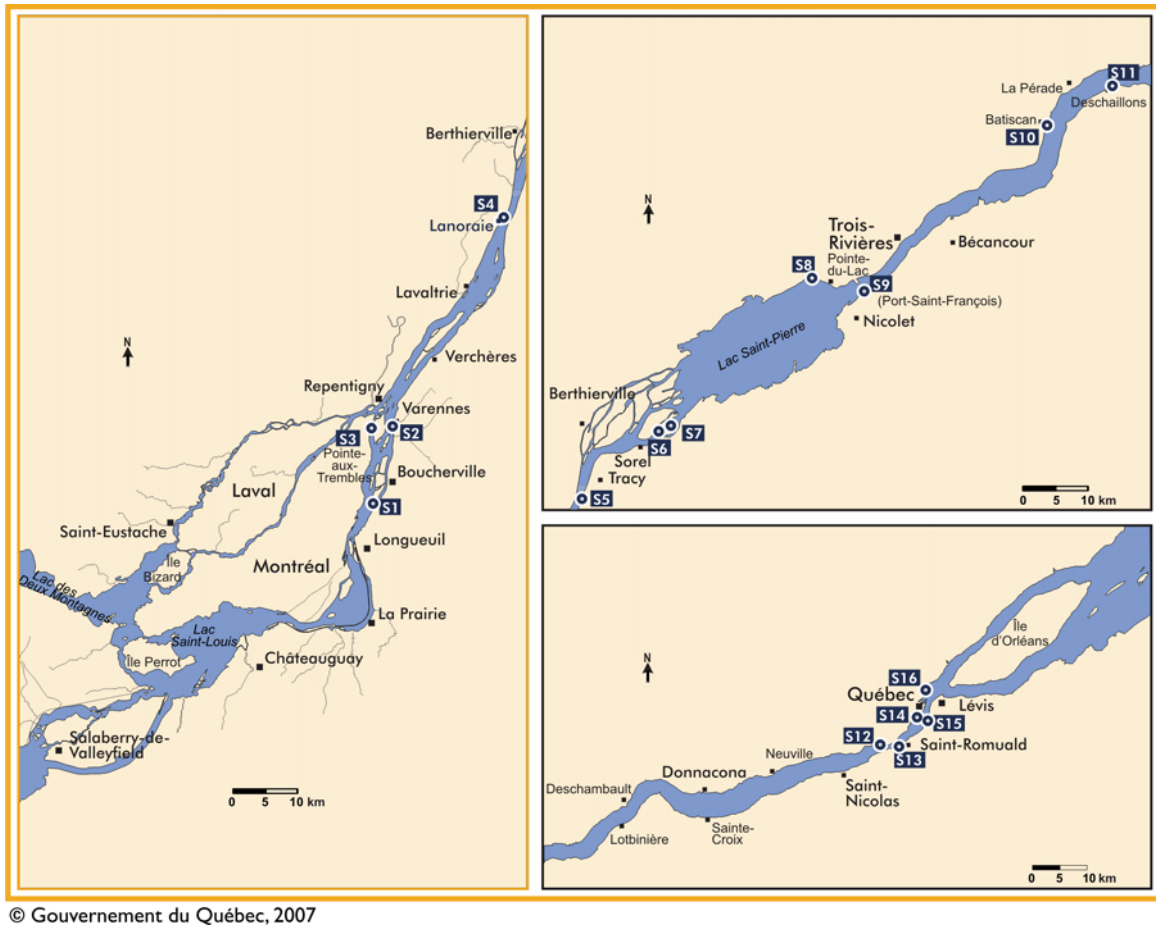 Berthierville
S4
Lanoraie
Lavaltrie
N
Verchères
Repentigny
Varennes
S3
S2
Pointe-
aux-
Trembles
Boucherville
Laval
S1
Saint-Eustache
Longueuil
Île
Bizard
Montréal
Lac des
Deux Montagnes
Lac
Saint-Louis
La Prairie
Île Perrot
Châteauguay
Salaberry-de-
Valleyfield
0 5 10 km
S11
La Pérade
Deschaillons
Batiscan
S10
N
Trois-
Rivières
Bécancour
S8
Pointe-
du-Lac
S9
(Port-Saint-François)
Nicolet
Lac Saint-Pierre
Berthierville
S7
S6
Sorel
Tracy
S5
0 5 10 km
Île
d'Orléans
N
S16
Québec
Lévis
S14
S15
S12
Saint-Romuald
S13
Neuville
Donnacona
Saint-
Nicolas
Deschambault
Lotbinière
Sainte-
Croix
0 5 10 km
© Gouvernement du Québec, 2007